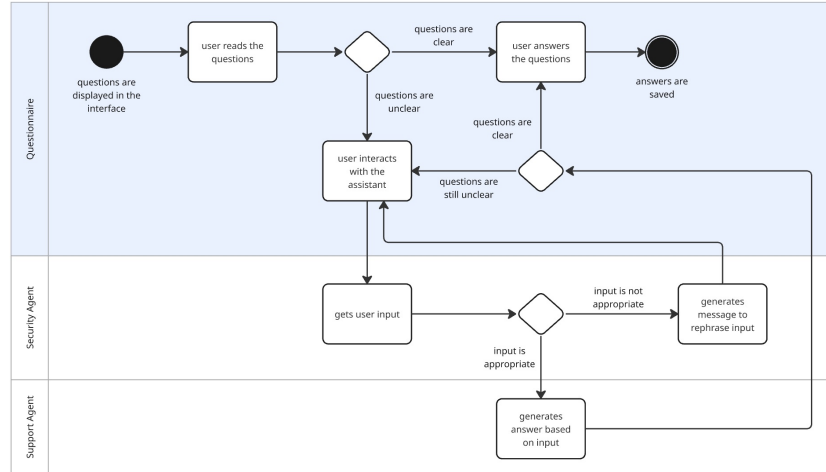 Questionnaire
questions are
displayed in the
interface
user reads the
questions
questions are
clear
user answers
the questions
answers are
saved
questions are
unclear
questions are
clear
user interacts
with the
assistant
questions are
still unclear
Security Agent
gets user input
input is not
appropriate
generates
message to
rephrase input
input is
appropriate
Support Agent
generates
answer based
on input